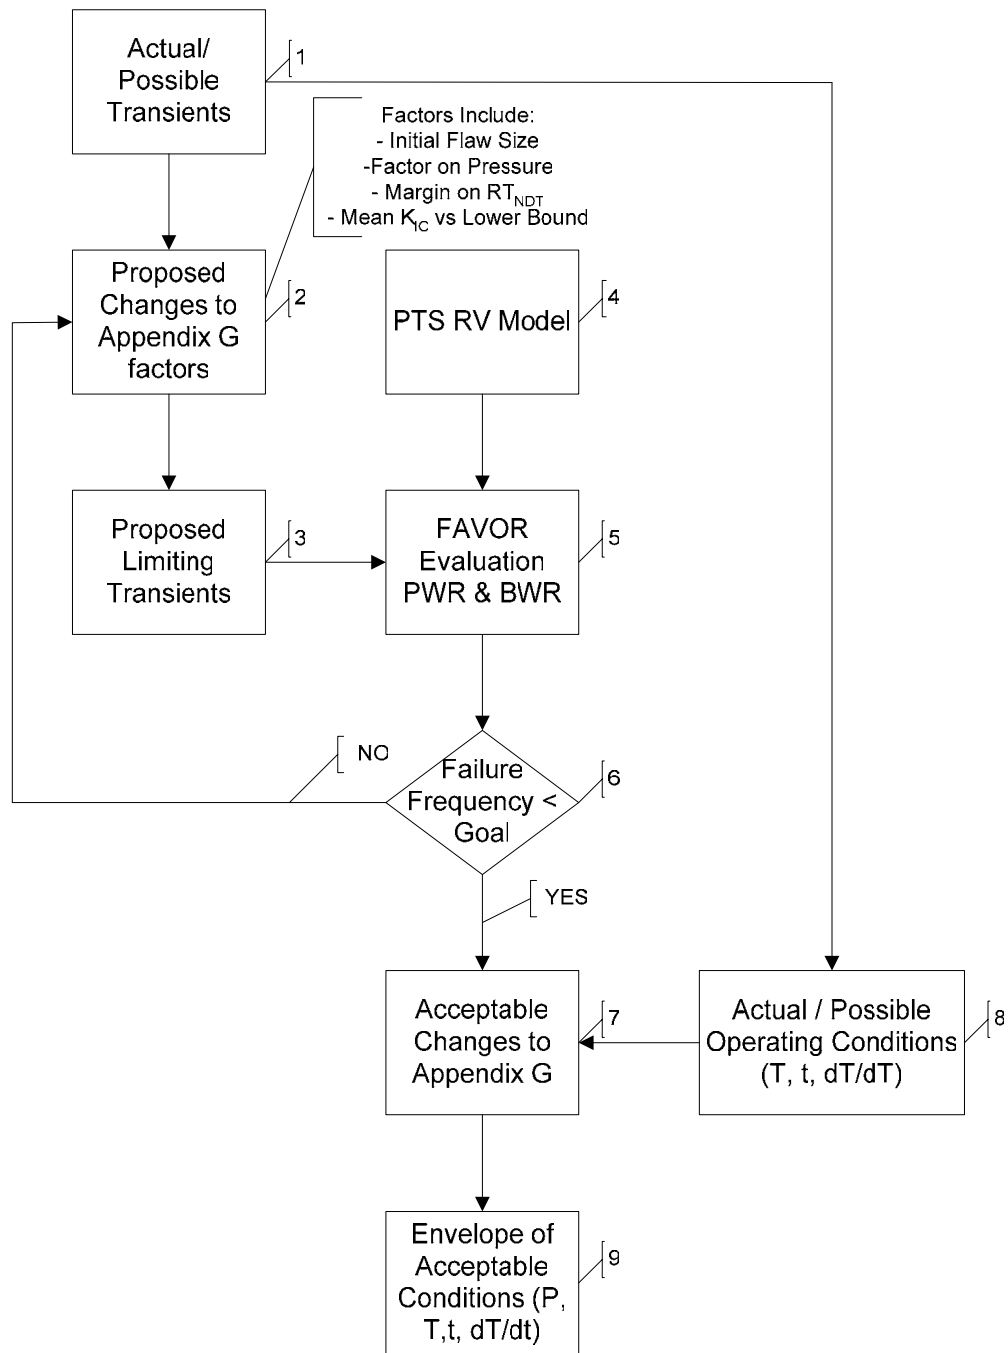 Actual/
Possible
Transients
1
Factors Include:
- Initial Flaw Size
-Factor on Pressure
- Margin on RTNDT
- Mean KIC vs Lower Bound
Proposed
Changes to
Appendix G
factors
2
PTS RV Model
4
Proposed
Limiting
Transients
3
FAVOR
Evaluation
PWR & BWR
5
NO
Failure
Frequency <
Goal
6
YES
Acceptable
Changes to
Appendix G
7
Actual / Possible
Operating Conditions
(T, t, dT/dT)
8
Envelope of
Acceptable
Conditions (P,
T,t, dT/dt)
9